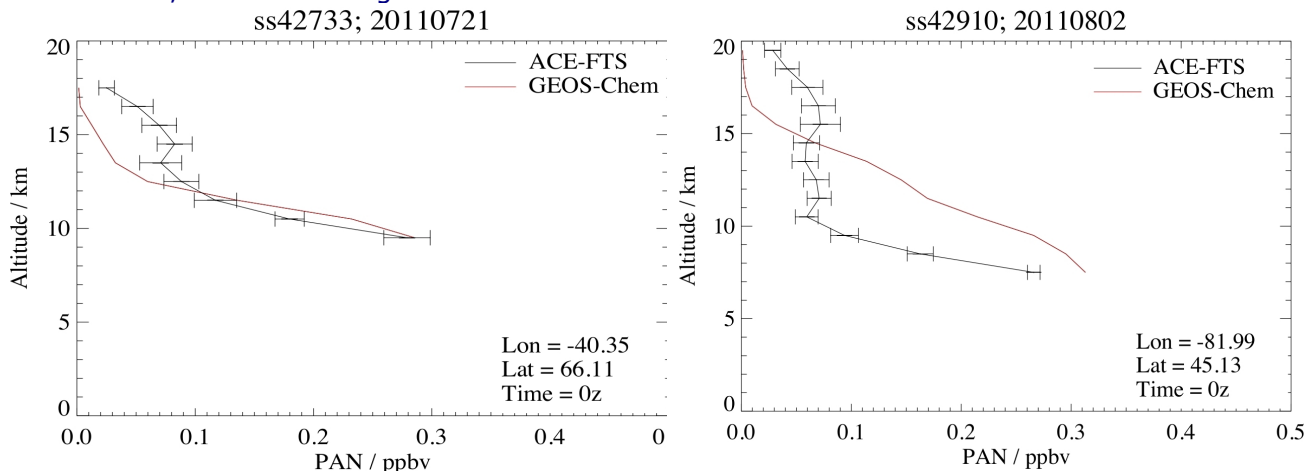 ss42733; 20110721
20
15
10
5
0
Altitude / km
ACE-FTS
GEOS-Chem
Lon = -40.35
Lat = 66.11
Time = 0z
0.0 0.1 0.2 0.3 0.4 0
PAN / ppbv
ss42910; 20110802
20
15
10
5
0
Altitude / km
ACE-FTS
GEOS-Chem
Lon = -81.99
Lat = 45.13
Time = 0z
0.0 0.1 0.2 0.3 0.4 0.5
PAN / ppbv